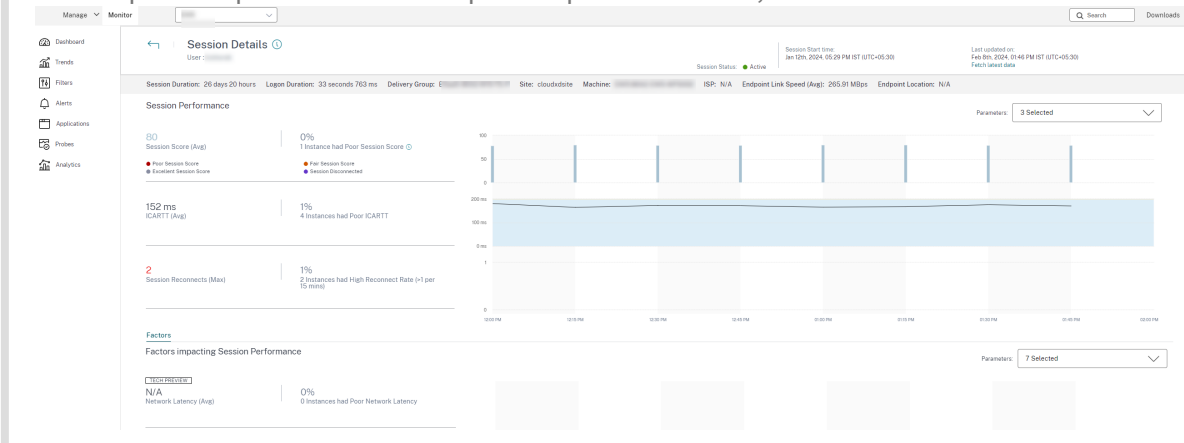 Manage Monitor Search Downloads
Dashboard
Trends
Filters
Alerts
Applications
Probes
Analytics
Session Details
User :
Session Status: Active
Session Start time:
Jan 12th, 2024, 05:29 PM IST (UTC+05:30)
Last updated on:
Feb 8th, 2024, 01:46 PM IST (UTC+05:30)
Fetch latest data
Session Duration: 26 days 20 hours Logon Duration: 33 seconds 763 ms Delivery Group: Site: cloudxdsite Machine: ISP: N/A Endpoint Link Speed (Avg): 265.91 MBps Endpoint Location: N/A
Session Performance
Parameters: 3 Selected
80
Session Score (Avg)
0%
1 Instance had Poor Session Score
Poor Session Score
Fair Session Score
Excellent Session Score
Session Disconnected
100
50
0
152 ms
ICARTT (Avg)
1%
4 Instances had Poor ICARTT
200 ms
100 ms
0 ms
2
Session Reconnects (Max)
1%
2 Instances had High Reconnect Rate (>1 per
15 mins)
1
0
12:00 PM 12:15 PM 12:30 PM 12:45 PM 01:00 PM 01:15 PM 01:30 PM 01:45 PM 02:00 PM
Factors
Factors impacting Session Performance
Parameters: 7 Selected
TECH PREVIEW
N/A
Network Latency (Avg)
0%
0 Instances had Poor Network Latency